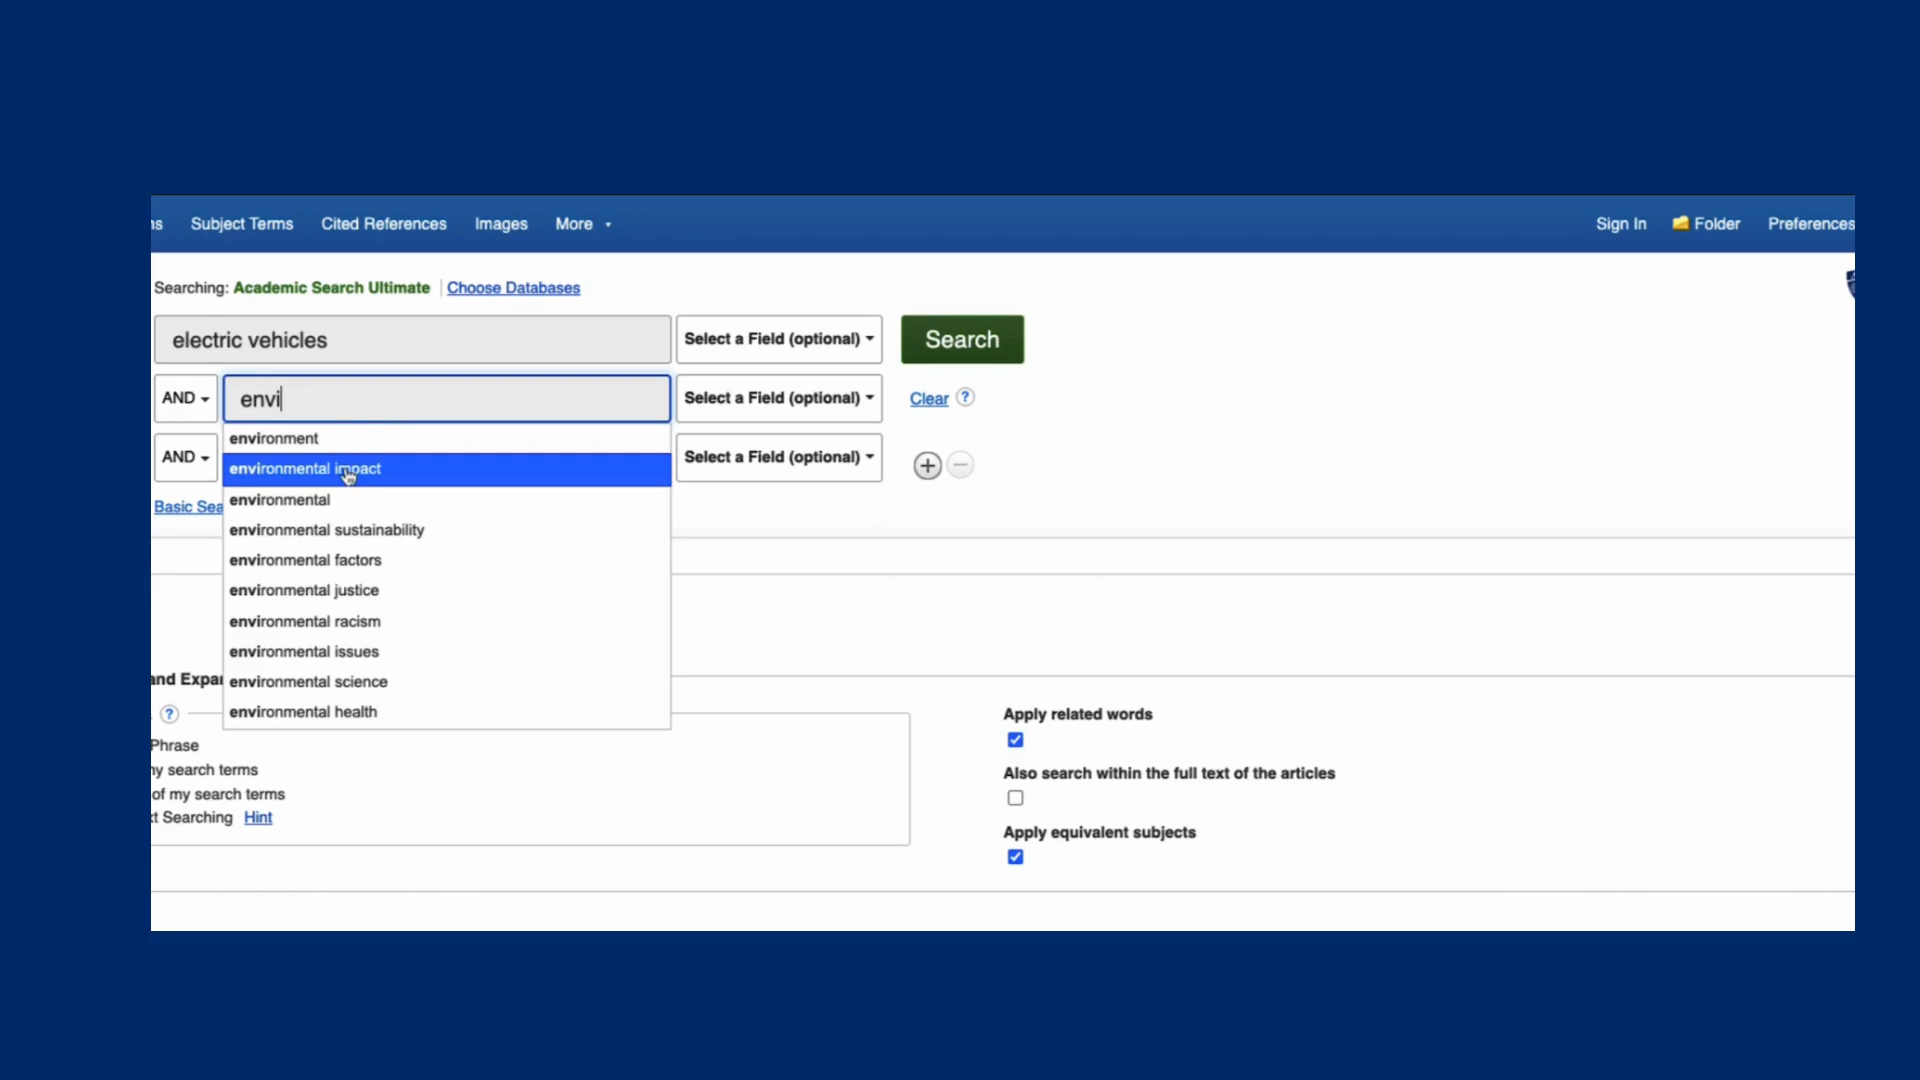 ns Subject Terms Cited References Images More Sign In Folder Preferences
Searching: Academic Search Ultimate Choose Databases
electric vehicles Select a Field (optional) Search
AND envi Select a Field (optional) Clear ?
environment
AND environmental impact Select a Field (optional)
environmental
Basic Sea
environmental sustainability
environmental factors
environmental justice
environmental racism
environmental issues
and Expan environmental science
? environmental health
Apply related words
Phrase
ny search terms
Also search within the full text of the articles
of my search terms
xt Searching Hint
Apply equivalent subjects